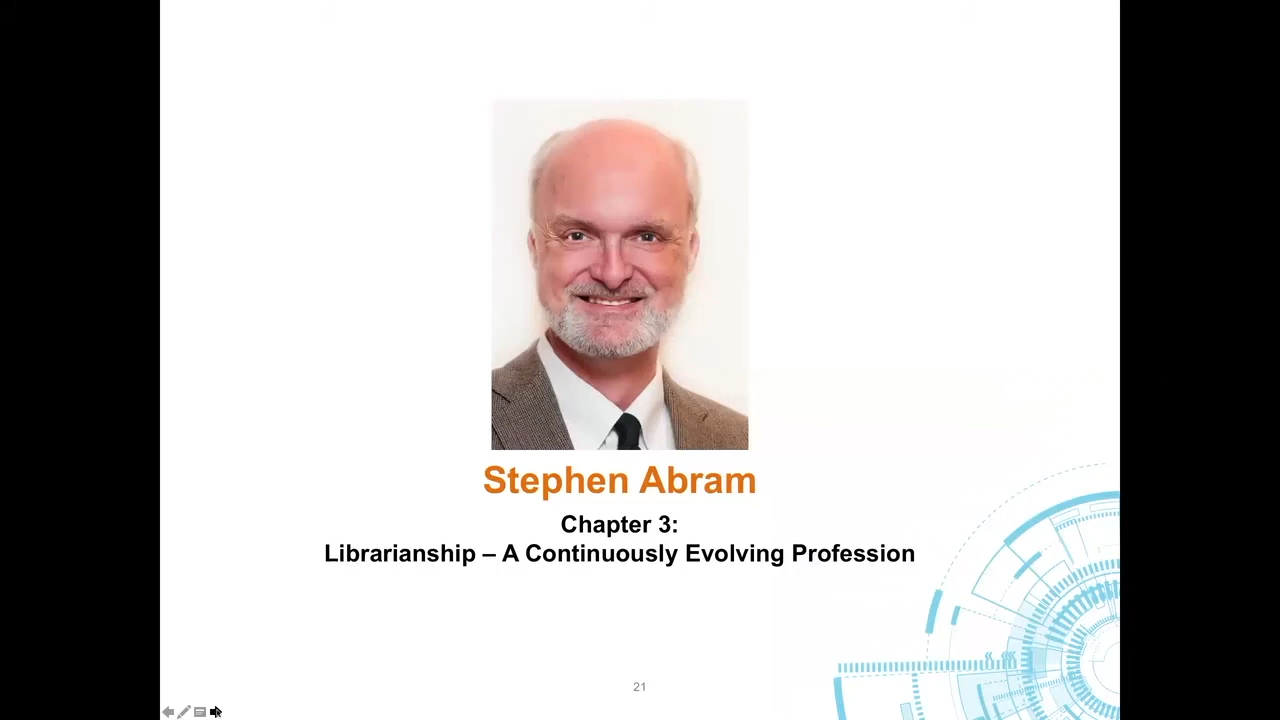 Stephen Abram
Chapter 3:
Librarianship – A Continuously Evolving Profession
21